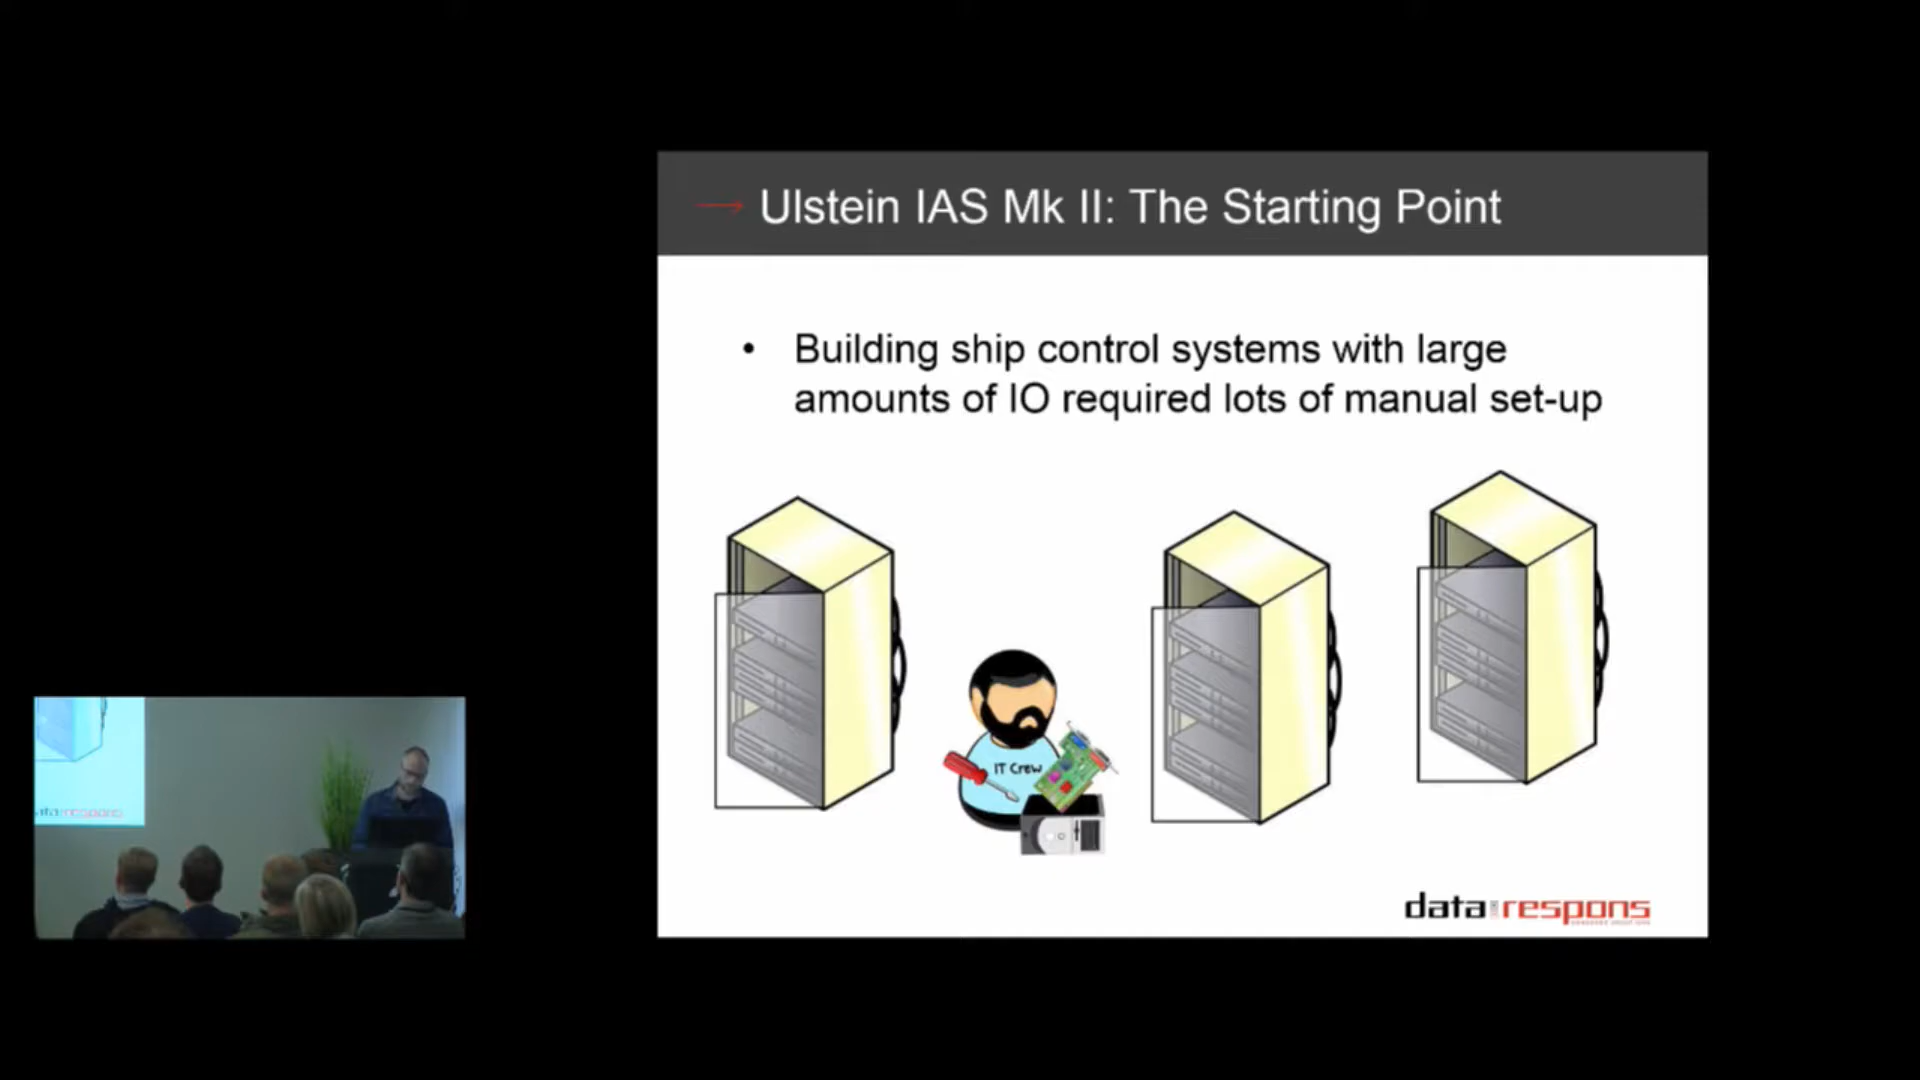 Ulstein IAS Mk II: The Starting Point
• Building ship control systems with large
amounts of IO required lots of manual set-up
IT Crew
data respons